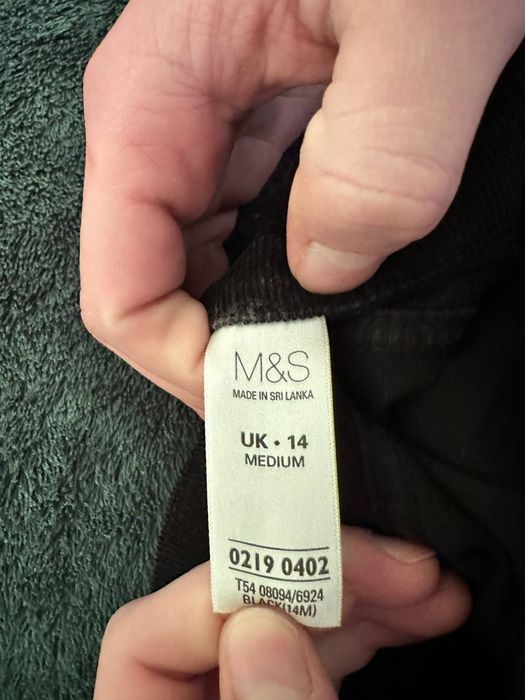 M&S
MADE IN SRI LANKA
UK • 14
MEDIUM
0219 0402
T54 08094/6924
BLACK(14M)